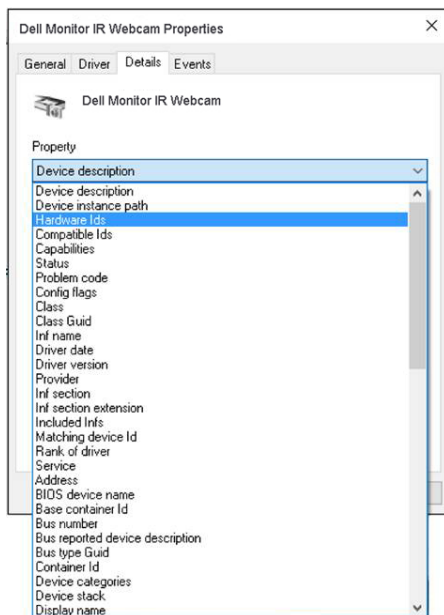 Dell Monitor IR Webcam Properties
General Driver Details Events
Dell Monitor IR Webcam
Property
Device description
Device description
Device instance path
Hardware Ids
Compatible Ids
Capabilities
Status
Problem code
Config flags
Class
Class Guid
Inf name
Driver date
Driver version
Provider
Inf section
Inf section extension
Included Infs
Matching device Id
Rank of driver
Service
Address
BIOS device name
Base container Id
Bus number
Bus reported device description
Bus type Guid
Container Id
Device categories
Device stack
Display name